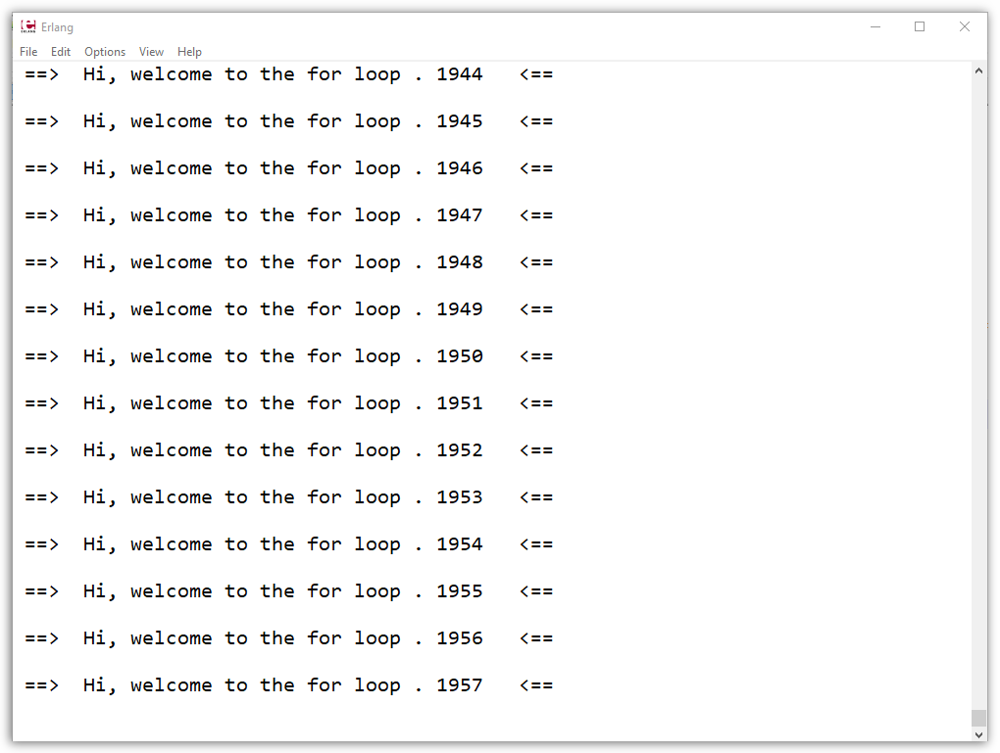 Erlang
File Edit Options View Help
==>  Hi, welcome to the for loop . 1944   <==
==>  Hi, welcome to the for loop . 1945   <==
==>  Hi, welcome to the for loop . 1946   <==
==>  Hi, welcome to the for loop . 1947   <==
==>  Hi, welcome to the for loop . 1948   <==
==>  Hi, welcome to the for loop . 1949   <==
==>  Hi, welcome to the for loop . 1950   <==
==>  Hi, welcome to the for loop . 1951   <==
==>  Hi, welcome to the for loop . 1952   <==
==>  Hi, welcome to the for loop . 1953   <==
==>  Hi, welcome to the for loop . 1954   <==
==>  Hi, welcome to the for loop . 1955   <==
==>  Hi, welcome to the for loop . 1956   <==
==>  Hi, welcome to the for loop . 1957   <==